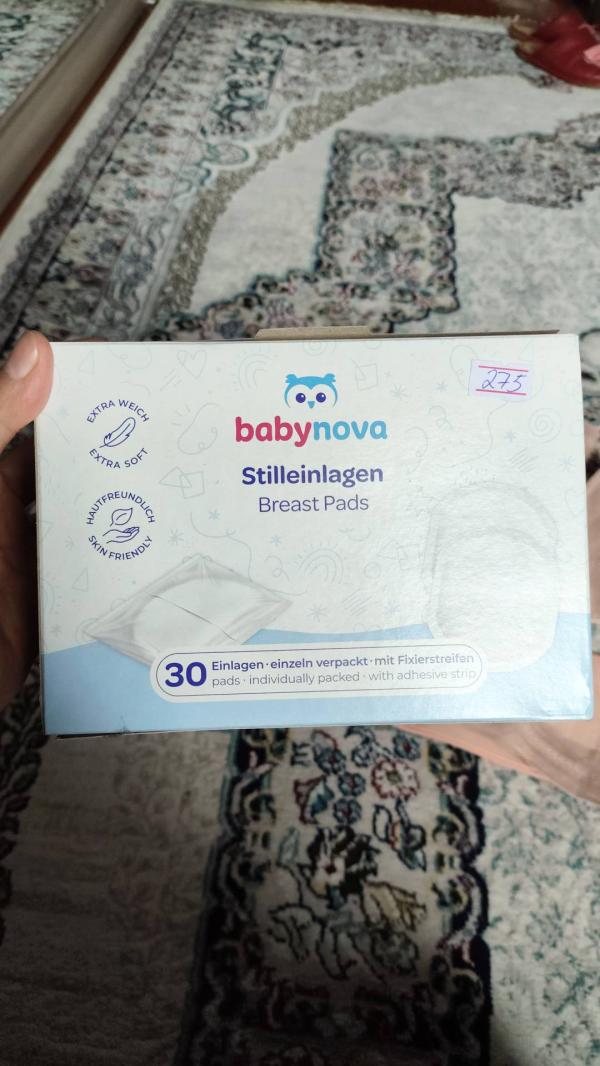 275
babynova
EXTRA WEICH
EXTRA SOFT
Stilleinlagen
Breast Pads
HAUTFREUNDLICH
SKIN FRIENDLY
30 Einlagen · einzeln verpackt · mit Fixierstreifen
pads · individually packed · with adhesive strip